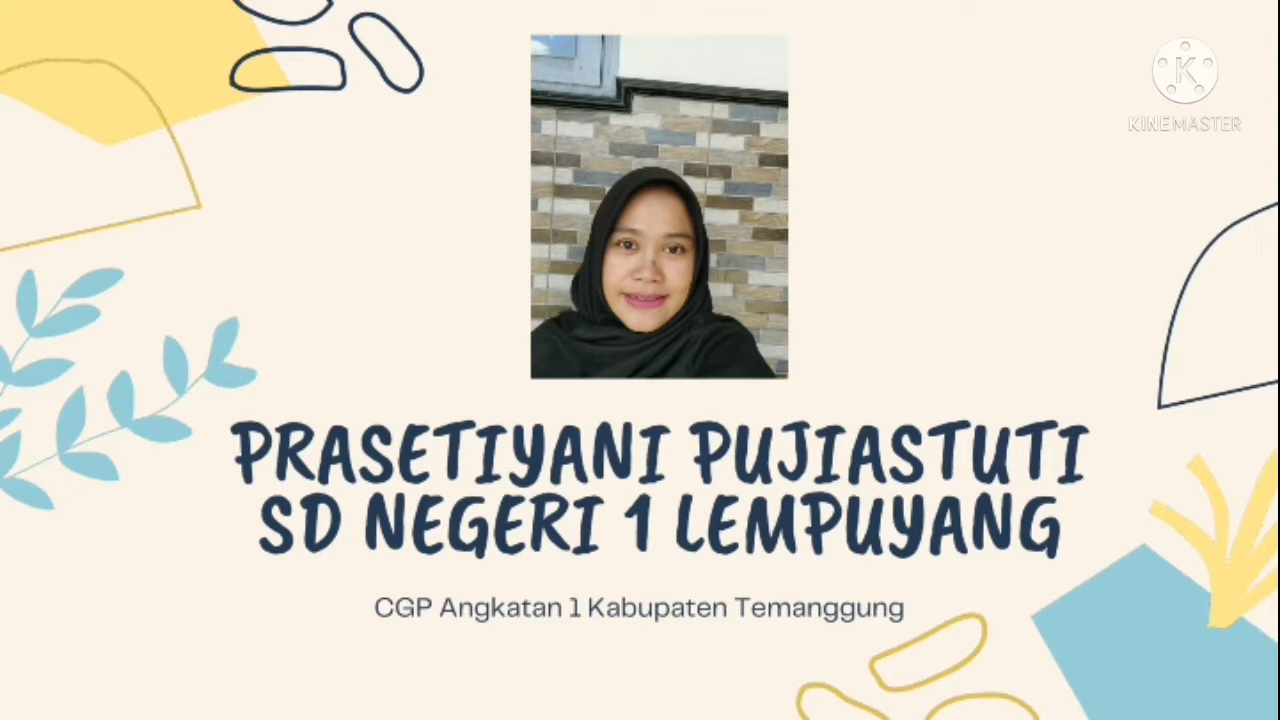 KINEMASTER
PRASETIYANI PUJIASTUTI
SD NEGERI 1 LEMPUYANG
CGP Angkatan 1 Kabupaten Temanggung